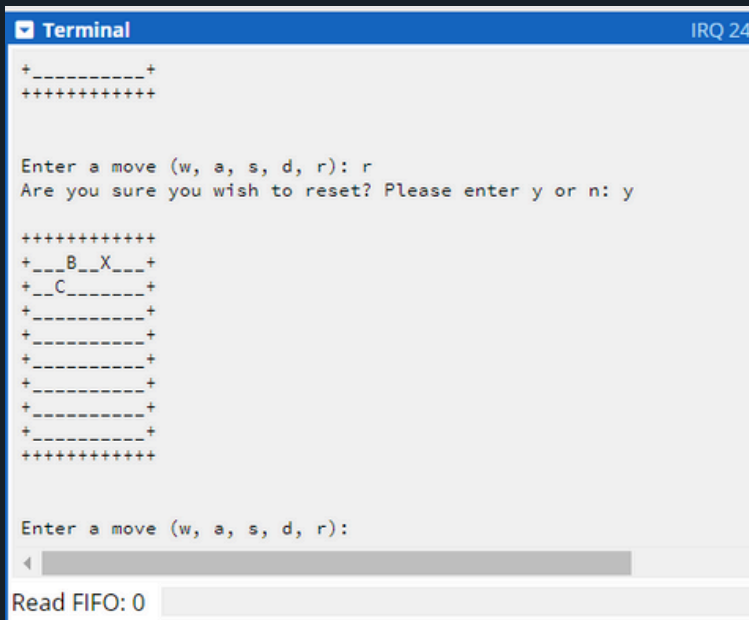 Terminal
IRQ 24
+__________+
++++++++++++
Enter a move (w, a, s, d, r): r
Are you sure you wish to reset? Please enter y or n: y
++++++++++++
+___B__X___+
+__C_______+
+__________+
+__________+
+__________+
+__________+
+__________+
+__________+
++++++++++++
Enter a move (w, a, s, d, r):
Read FIFO: 0